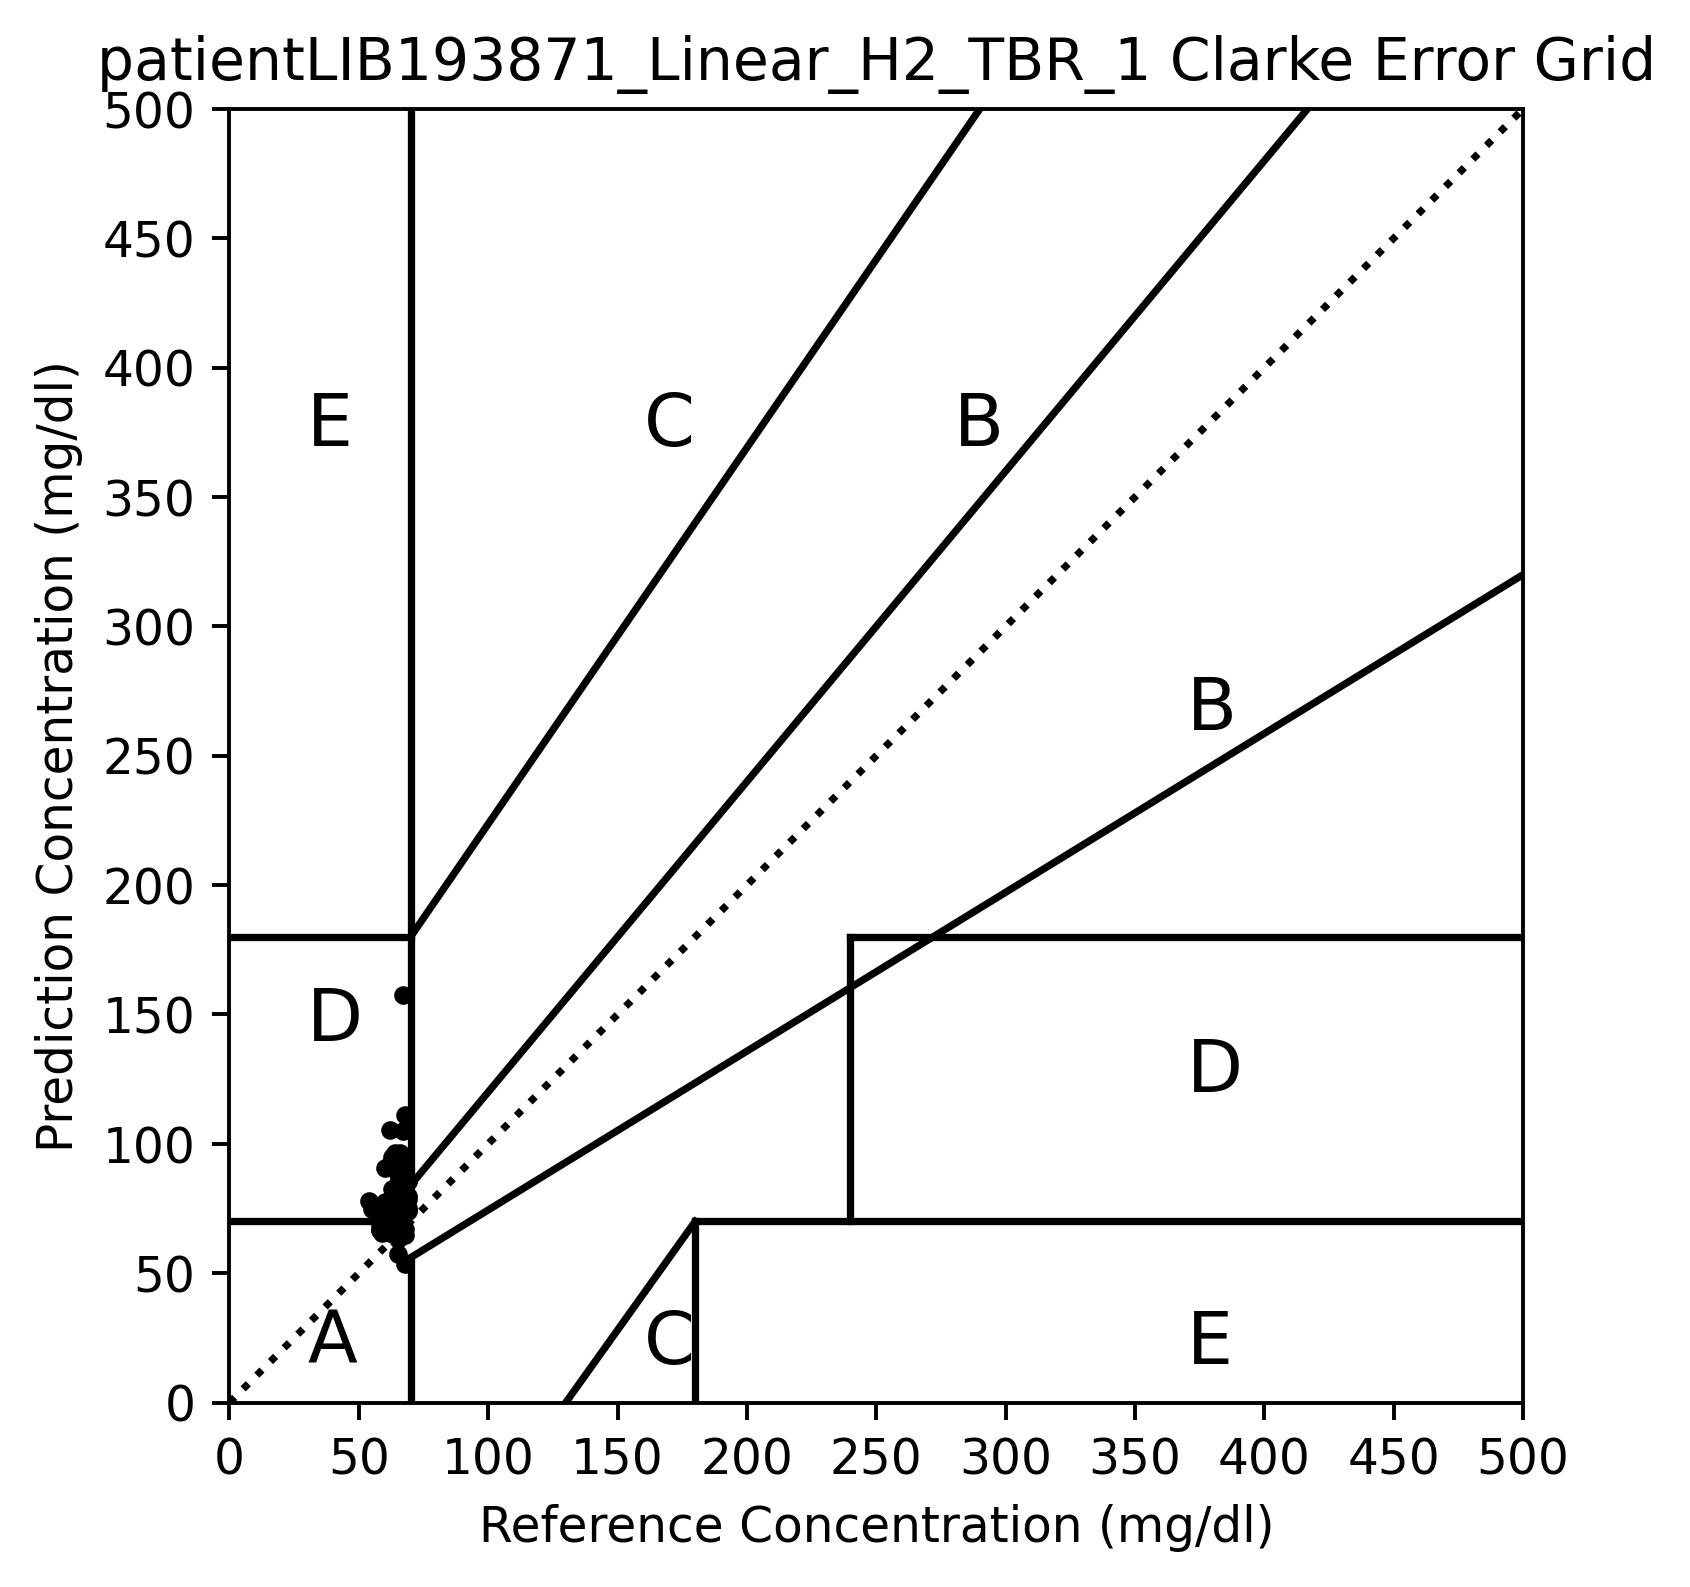 patientLIB193871_Linear_H2_TBR_1 Clarke Error Grid
500
450
400
350
300
250
200
150
100
50
0
Prediction Concentration (mg/dl)
E
C
B
B
D
D
A
C
E
0 50 100 150 200 250 300 350 400 450 500
Reference Concentration (mg/dl)